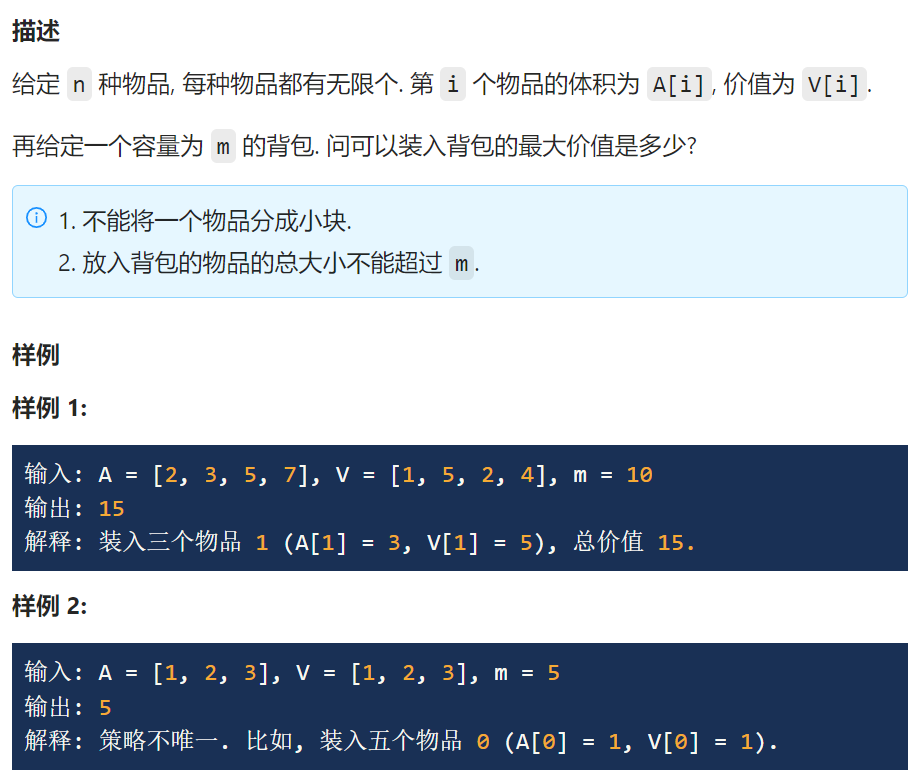 描述
给定 n 种物品, 每种物品都有无限个. 第 i 个物品的体积为 A[i], 价值为 V[i].
再给定一个容量为 m 的背包. 问可以装入背包的最大价值是多少?
1. 不能将一个物品分成小块.
2. 放入背包的物品的总大小不能超过 m.
样例
样例 1:
输入: A = [2, 3, 5, 7], V = [1, 5, 2, 4], m = 10
输出: 15
解释: 装入三个物品 1 (A[1] = 3, V[1] = 5), 总价值 15.
样例 2:
输入: A = [1, 2, 3], V = [1, 2, 3], m = 5
输出: 5
解释: 策略不唯一. 比如, 装入五个物品 0 (A[0] = 1, V[0] = 1).